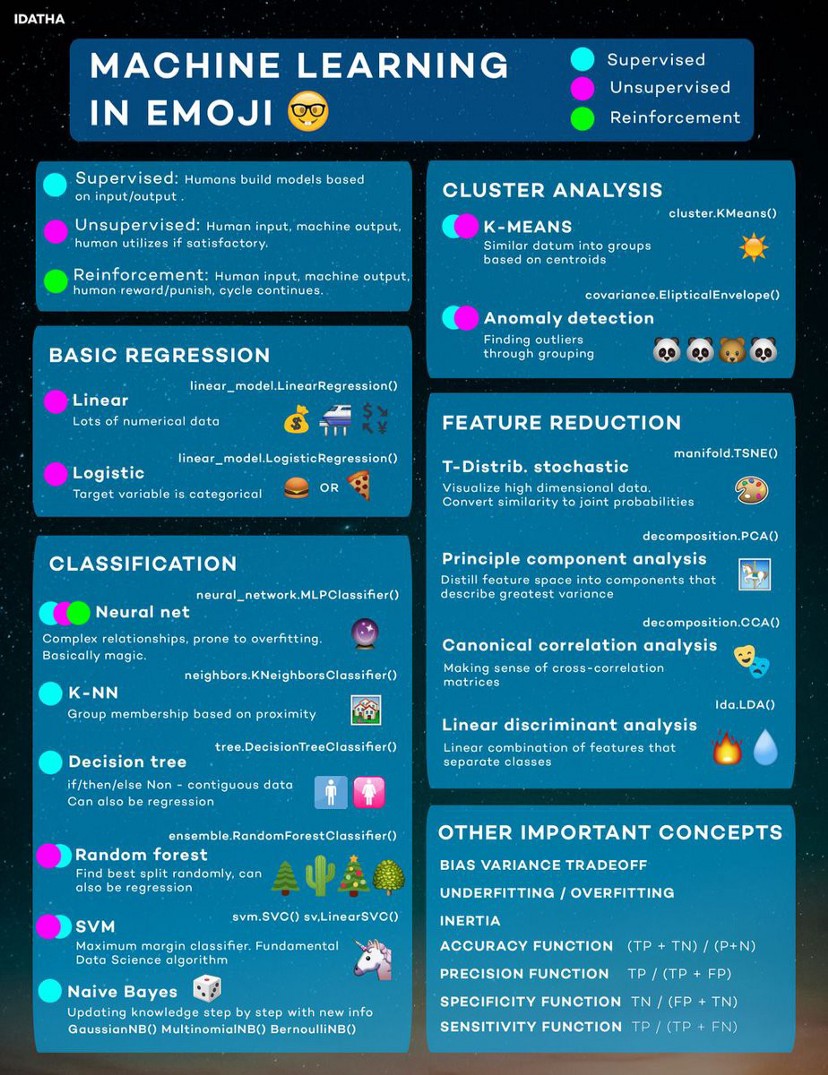 IDATHA
MACHINE LEARNING
IN EMOJI
Supervised
Unsupervised
Reinforcement
Supervised: Humans build models based
on input/output .
Unsupervised: Human input, machine output,
human utilizes if satisfactory.
Reinforcement: Human input, machine output,
human reward/punish, cycle continues.
BASIC REGRESSION
linear_model.LinearRegression()
Linear
Lots of numerical data
linear_model.LogisticRegression()
Logistic
Target variable is categorical
OR
CLASSIFICATION
neural_network.MLPClassifier()
Neural net
Complex relationships, prone to overfitting.
Basically magic.
neighbors.KNeighborsClassifier()
K-NN
Group membership based on proximity
tree.DecisionTreeClassifier()
Decision tree
if/then/else Non - contiguous data
Can also be regression
ensemble.RandomForestClassifier()
Random forest
Find best split randomly, can
also be regression
svm.SVC() sv,LinearSVC()
SVM
Maximum margin classifier. Fundamental
Data Science algorithm
Naive Bayes
Updating knowledge step by step with new info
GaussianNB() MultinomialNB() BernoulliNB()
CLUSTER ANALYSIS
cluster.KMeans()
K-MEANS
Similar datum into groups
based on centroids
covariance.ElipticalEnvelope()
Anomaly detection
Finding outliers
through grouping
FEATURE REDUCTION
manifold.TSNE()
T-Distrib. stochastic
Visualize high dimensional data.
Convert similarity to joint probabilities
decomposition.PCA()
Principle component analysis
Distill feature space into components that
describe greatest variance
decomposition.CCA()
Canonical correlation analysis
Making sense of cross-correlation
matrices
lda.LDA()
Linear discriminant analysis
Linear combination of features that
separate classes
OTHER IMPORTANT CONCEPTS
BIAS VARIANCE TRADEOFF
UNDERFITTING / OVERFITTING
INERTIA
ACCURACY FUNCTION (TP + TN) / (P+N)
PRECISION FUNCTION TP / (TP + FP)
SPECIFICITY FUNCTION TN / (FP + TN)
SENSITIVITY FUNCTION TP / (TP + FN)